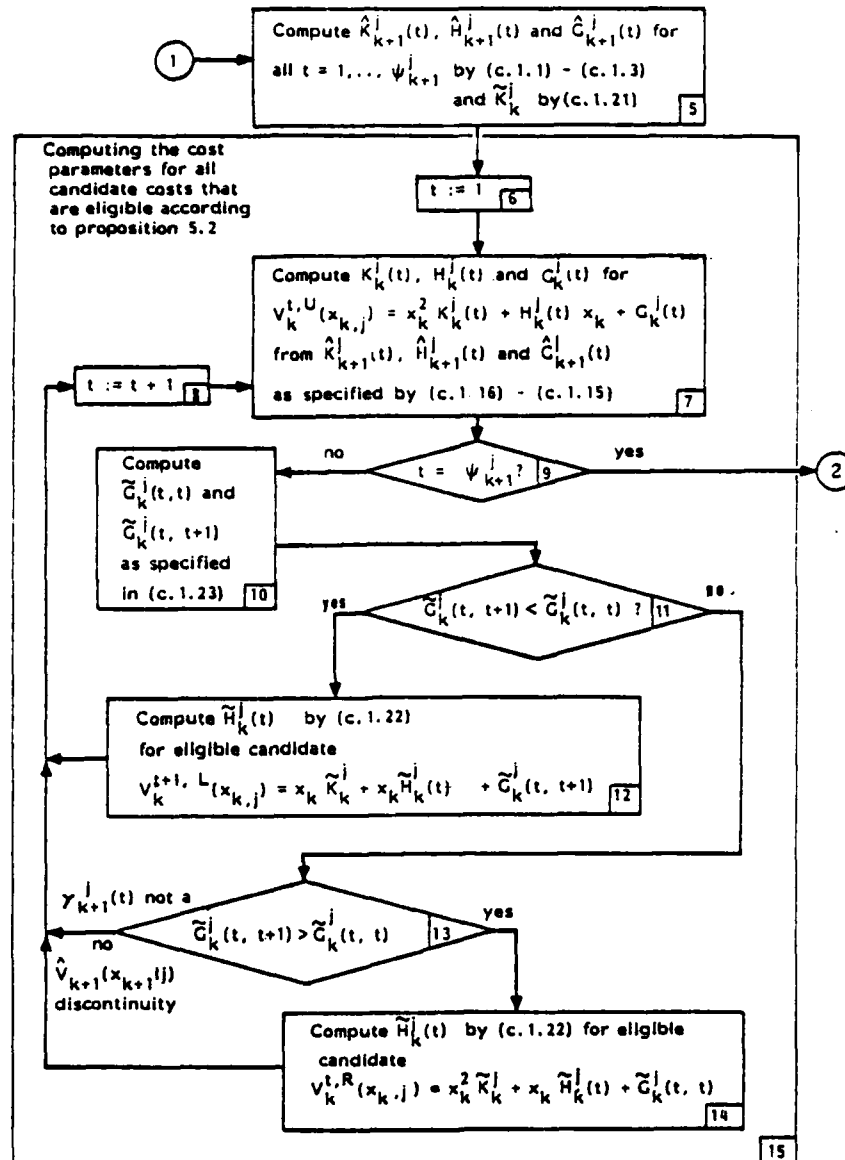 Compute K̂ʲₖ₊₁(t), Ĥʲₖ₊₁(t) and Ĝʲₖ₊₁(t) for
1
all t = 1,... ψʲₖ₊₁ by (c.1.1) - (c.1.3)
and K̃ʲₖ by(c.1.21)
5
Computing the cost
parameters for all
candidate costs that
are eligible according
to proposition 5.2
t := 1
6
Compute Kʲₖ(t), Hʲₖ(t) and Gʲₖ(t) for
Vₖᵗ,ᵁ(xₖ,ⱼ) = x²ₖ Kʲₖ(t) + Hʲₖ(t) xₖ + Gʲₖ(t)
from K̂ʲₖ₊₁(t), Ĥʲₖ₊₁(t) and Ĝʲₖ₊₁(t)
as specified by (c.1 16) - (c.1.15)
7
t := t + 1
8
no
t = ψʲₖ₊₁?
9
yes
2
Compute
G̃ʲₖ(t,t) and
G̃ʲₖ(t, t+1)
as specified
in (c.1.23)
10
yes
G̃ʲₖ(t, t+1) < G̃ʲₖ(t, t) ?
11
no
Compute H̃ʲₖ(t) by (c.1.22)
for eligible candidate
Vₖᵗ⁺¹, ᴸ(xₖ,ⱼ) = xₖ K̃ʲₖ + xₖH̃ʲₖ(t) + G̃ʲₖ(t, t+1)
12
γʲₖ₊₁(t) not a
no
V̂ₖ₊₁(xₖ₊₁|j)
discontinuity
G̃ʲₖ(t, t+1) > G̃ʲₖ(t, t)
13
yes
Compute H̃ʲₖ(t) by (c.1.22) for eligible
candidate
Vₖᵗ,ᴿ(xₖ,ⱼ) = x²ₖ K̃ʲₖ + xₖ H̃ʲₖ(t) + G̃ʲₖ(t, t)
14
15